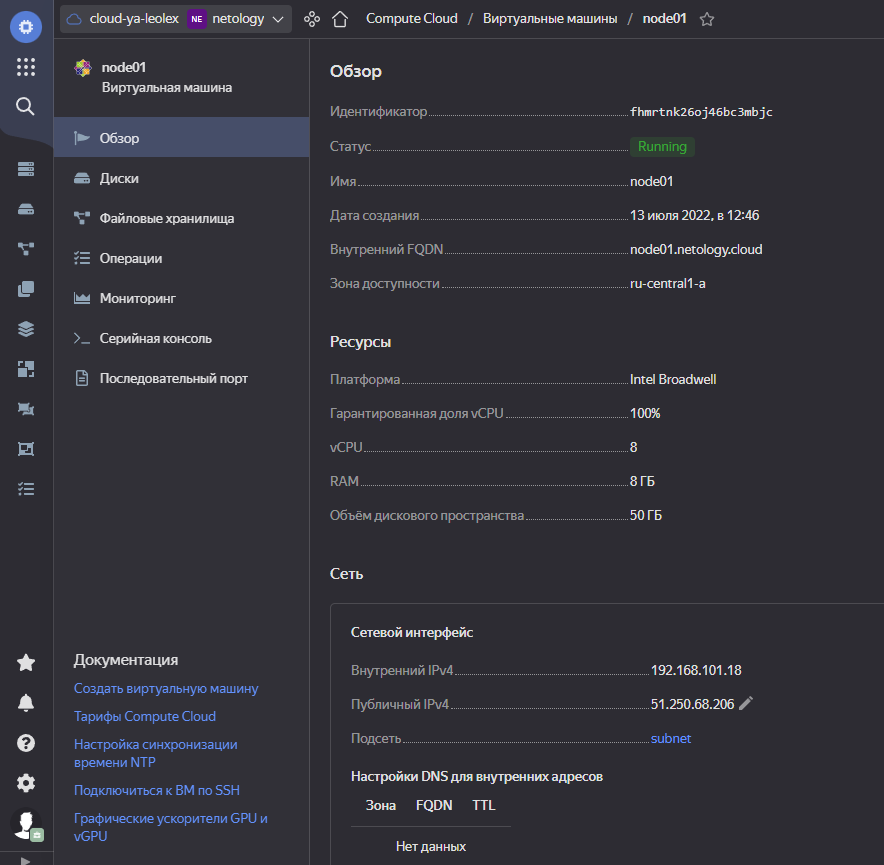 cloud-ya-leolex NE netology
Compute Cloud / Виртуальные машины / node01
node01
Виртуальная машина
Обзор
Диски
Файловые хранилища
Операции
Мониторинг
Серийная консоль
Последовательный порт
Документация
Создать виртуальную машину
Тарифы Compute Cloud
Настройка синхронизации
времени NTP
Подключиться к ВМ по SSH
Графические ускорители GPU и
vGPU
Обзор
Идентификатор fhmrtnk26oj46bc3mbjc
Статус Running
Имя node01
Дата создания 13 июля 2022, в 12:46
Внутренний FQDN node01.netology.cloud
Зона доступности ru-central1-a
Ресурсы
Платформа Intel Broadwell
Гарантированная доля vCPU 100%
vCPU 8
RAM 8 ГБ
Объём дискового пространства 50 ГБ
Сеть
Сетевой интерфейс
Внутренний IPv4 192.168.101.18
Публичный IPv4 51.250.68.206
Подсеть subnet
Настройки DNS для внутренних адресов
Зона FQDN TTL
Нет данных